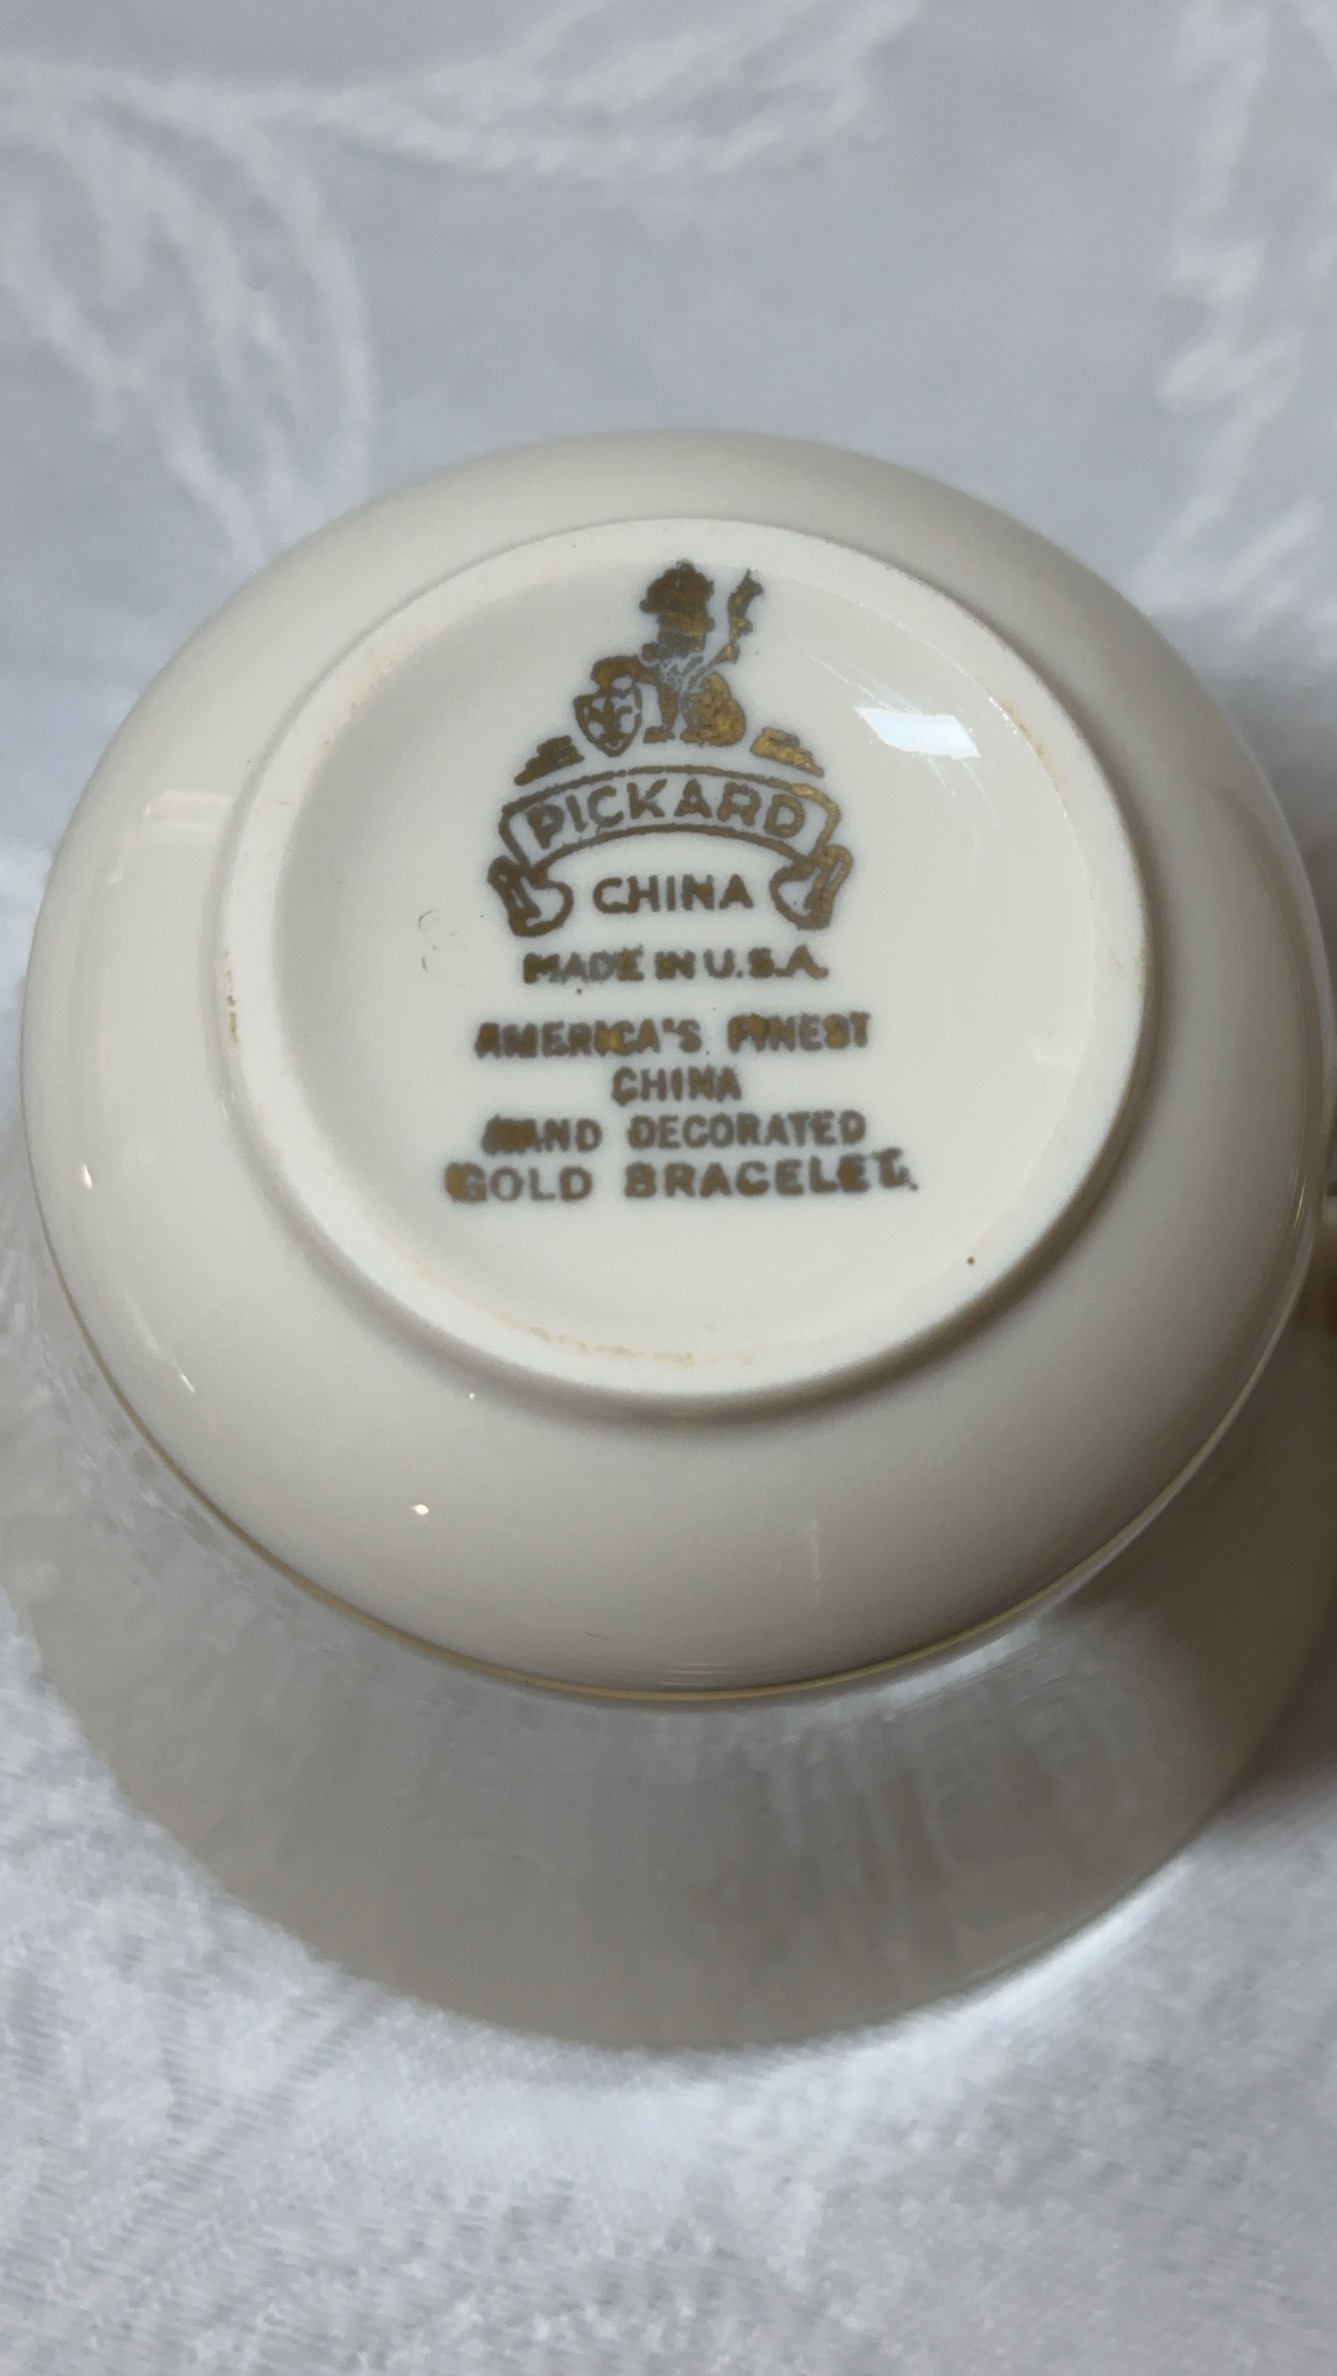 PICKARD
CHINA
MADE IN U.S.A.
AMERICA'S FINEST
CHINA
HAND DECORATED
GOLD BRACELET.